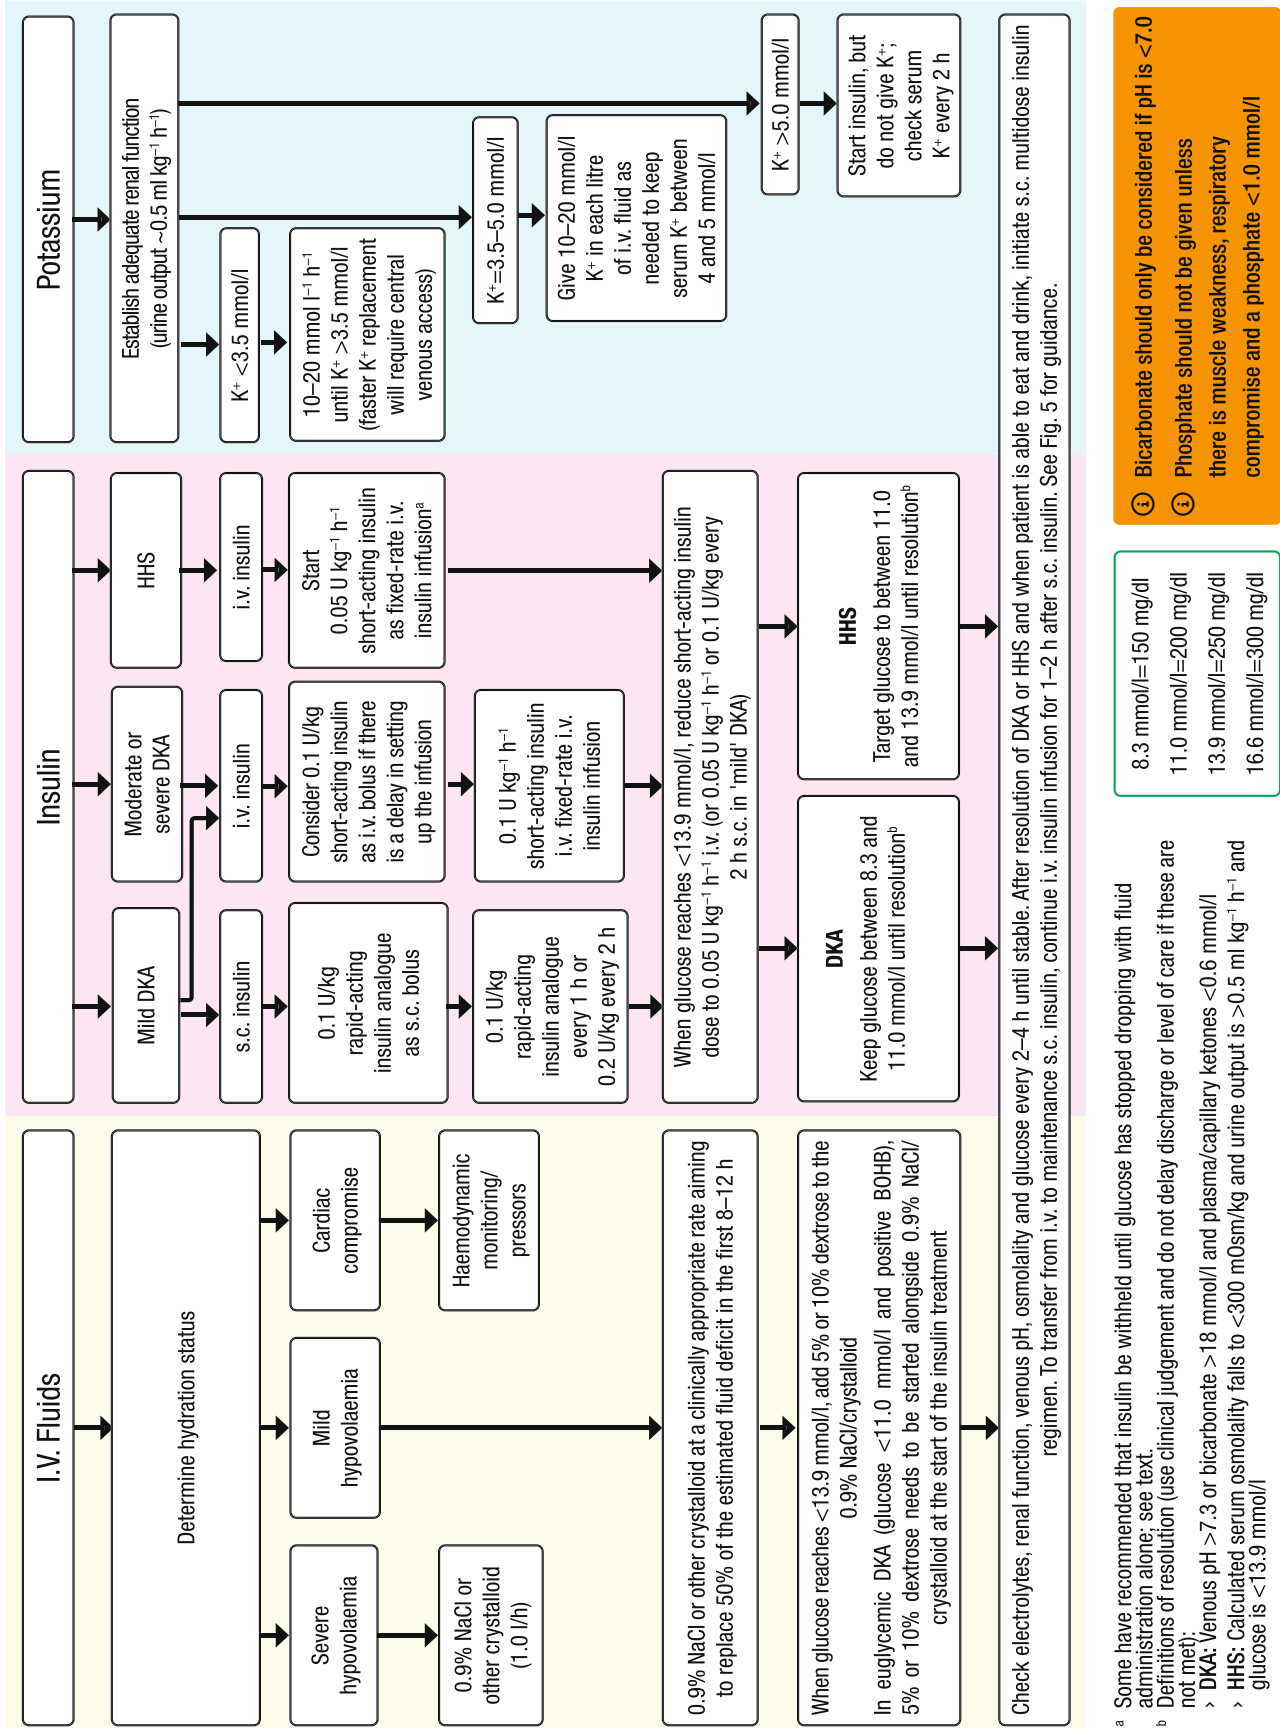 I.V. Fluids
Determine hydration status
Severe
hypovolaemia
0.9% NaCl or
other crystalloid
(1.0 l/h)
Mild
hypovolaemia
Cardiac
compromise
Haemodynamic
monitoring/
pressors
0.9% NaCl or other crystalloid at a clinically appropriate rate aiming
to replace 50% of the estimated fluid deficit in the first 8–12 h
When glucose reaches <13.9 mmol/l, add 5% or 10% dextrose to the
0.9% NaCl/crystalloid
In euglycemic DKA (glucose <11.0 mmol/l and positive BOHB),
5% or 10% dextrose needs to be started alongside 0.9% NaCl/
crystalloid at the start of the insulin treatment
Insulin
Mild DKA
s.c. insulin
0.1 U/kg
rapid-acting
insulin analogue
as s.c. bolus
0.1 U/kg
rapid-acting
insulin analogue
every 1 h or
0.2 U/kg every 2 h
Moderate or
severe DKA
i.v. insulin
Consider 0.1 U/kg
short-acting insulin
as i.v. bolus if there
is a delay in setting
up the infusion
0.1 U kg⁻¹ h⁻¹
short-acting insulin
i.v. fixed-rate i.v.
insulin infusion
HHS
i.v. insulin
Start
0.05 U kg⁻¹ h⁻¹
short-acting insulin
as fixed-rate i.v.
insulin infusionᵃ
When glucose reaches <13.9 mmol/l, reduce short-acting insulin
dose to 0.05 U kg⁻¹ h⁻¹ i.v. (or 0.05 U kg⁻¹ h⁻¹ or 0.1 U/kg every
2 h s.c. in 'mild' DKA)
DKA
Keep glucose between 8.3 and
11.0 mmol/l until resolutionᵇ
HHS
Target glucose to between 11.0
and 13.9 mmol/l until resolutionᵇ
Potassium
Establish adequate renal function
(urine output ~0.5 ml kg⁻¹ h⁻¹)
K⁺ <3.5 mmol/l
10–20 mmol l⁻¹ h⁻¹
until K⁺ >3.5 mmol/l
(faster K⁺ replacement
will require central
venous access)
K⁺=3.5–5.0 mmol/l
Give 10–20 mmol/l
K⁺ in each litre
of i.v. fluid as
needed to keep
serum K⁺ between
4 and 5 mmol/l
K⁺ >5.0 mmol/l
Start insulin, but
do not give K⁺;
check serum
K⁺ every 2 h
Check electrolytes, renal function, venous pH, osmolality and glucose every 2–4 h until stable. After resolution of DKA or HHS and when patient is able to eat and drink, initiate s.c. multidose insulin
regimen. To transfer from i.v. to maintenance s.c. insulin, continue i.v. insulin infusion for 1–2 h after s.c. insulin. See Fig. 5 for guidance.
ᵃ Some have recommended that insulin be withheld until glucose has stopped dropping with fluid
administration alone; see text.
ᵇ Definitions of resolution (use clinical judgement and do not delay discharge or level of care if these are
not met):
› DKA: Venous pH >7.3 or bicarbonate >18 mmol/l and plasma/capillary ketones <0.6 mmol/l
› HHS: Calculated serum osmolality falls to <300 mOsm/kg and urine output is >0.5 ml kg⁻¹ h⁻¹ and
glucose is <13.9 mmol/l
8.3 mmol/l=150 mg/dl
11.0 mmol/l=200 mg/dl
13.9 mmol/l=250 mg/dl
16.6 mmol/l=300 mg/dl
i Bicarbonate should only be considered if pH is <7.0
i Phosphate should not be given unless
there is muscle weakness, respiratory
compromise and a phosphate <1.0 mmol/l